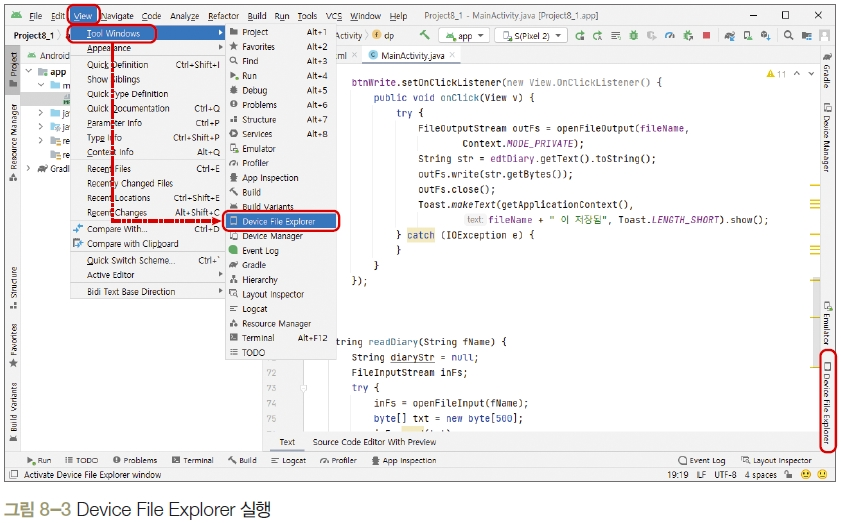 File Edit View Navigate Code Analyze Refactor Build Run Tools VCS Window Help Project8_1 - MainActivity.java [Project8_1.app]
Project8_1
Activity
dp
app
S(Pixel 2)
Android
MainActivity.java
Project
Resource Manager
Structure
Favorites
Build Variants
app
Gradle
Tool Windows
Appearance
Quick Definition Ctrl+Shift+I
Show Siblings
Quick Type Definition
Quick Documentation Ctrl+Q
Parameter Info Ctrl+P
Type Info Ctrl+Shift+P
Context Info Alt+Q
Recent Files Ctrl+E
Recently Changed Files
Recent Locations Ctrl+Shift+E
Recent Changes Alt+Shift+C
Compare With... Ctrl+D
Compare with Clipboard
Quick Switch Scheme... Ctrl+`
Active Editor
Bidi Text Base Direction
Project Alt+1
Favorites Alt+2
Find Alt+3
Run Alt+4
Debug Alt+5
Problems Alt+6
Structure Alt+7
Services Alt+8
Emulator
Profiler
App Inspection
Build
Build Variants
Device File Explorer
Device Manager
Event Log
Gradle
Hierarchy
Layout Inspector
Logcat
Resource Manager
Terminal Alt+F12
TODO
btnWrite.setOnClickListener(new View.OnClickListener() {
public void onClick(View v) {
try {
FileOutputStream outFs = openFileOutput(fileName,
Context.MODE_PRIVATE);
String str = edtDiary.getText().toString();
outFs.write(str.getBytes());
outFs.close();
Toast.makeText(getApplicationContext(),
text: fileName + " 이 저장됨", Toast.LENGTH_SHORT).show();
} catch (IOException e) {
}
}
});
String readDiary(String fName) {
String diaryStr = null;
72 FileInputStream inFs;
73 try {
74 inFs = openFileInput(fName);
75 byte[] txt = new byte[500];
11
Gradle
Device Manager
Emulator
Device File Explorer
Text Source Code Editor With Preview
Run TODO Problems Terminal Build Logcat Profiler App Inspection Event Log Layout Inspector
Activate Device File Explorer window 19:19 LF UTF-8 4 spaces
그림 8-3 Device File Explorer 실행